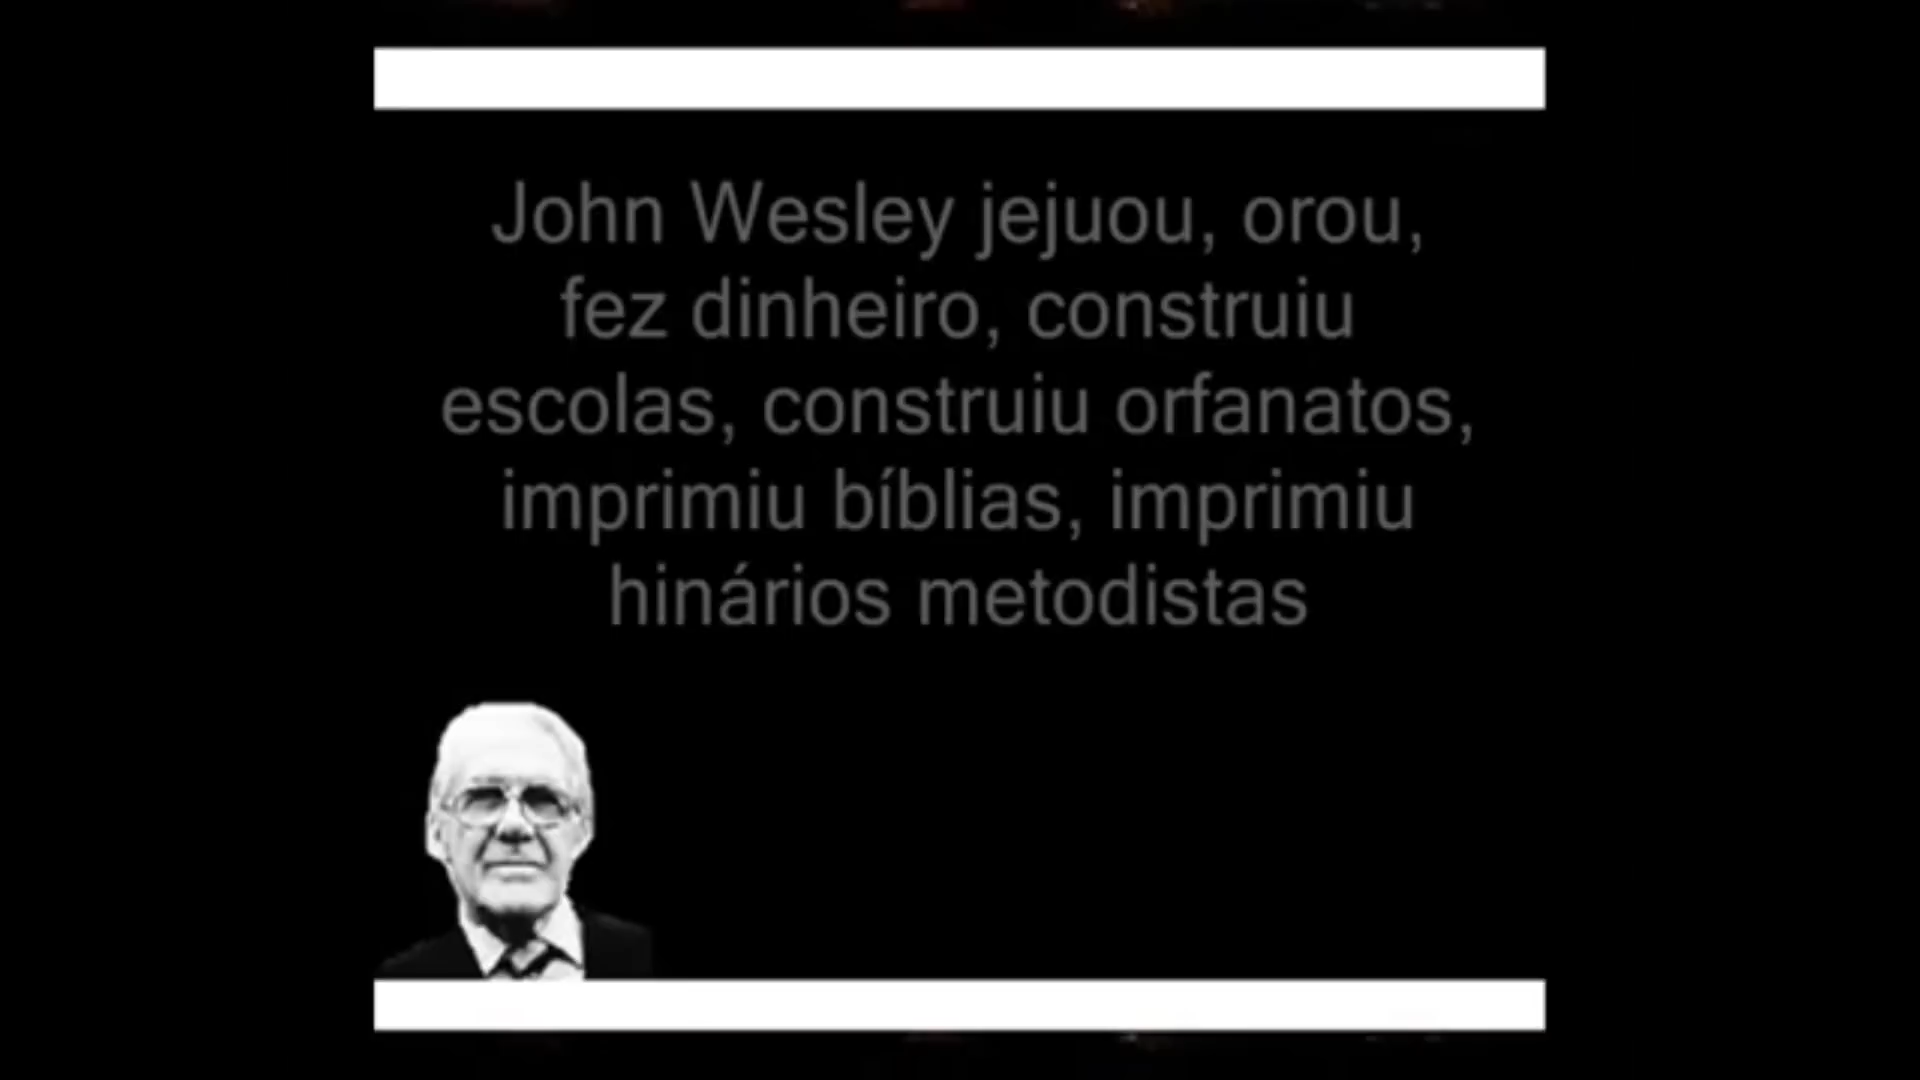 John Wesley jejuou, orou,
fez dinheiro, construiu
escolas, construiu orfanatos,
imprimiu bíblias, imprimiu
hinários metodistas